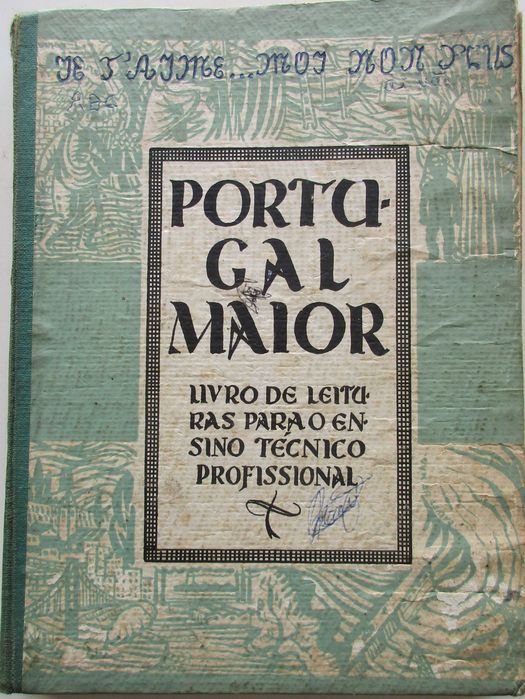 JE T'AIME...MOI NON PLUS
PORTU-
GAL
MAIOR
LIVRO DE LEITU-
RAS PARA O EN-
SINO TÉCNICO
PROFISSIONAL